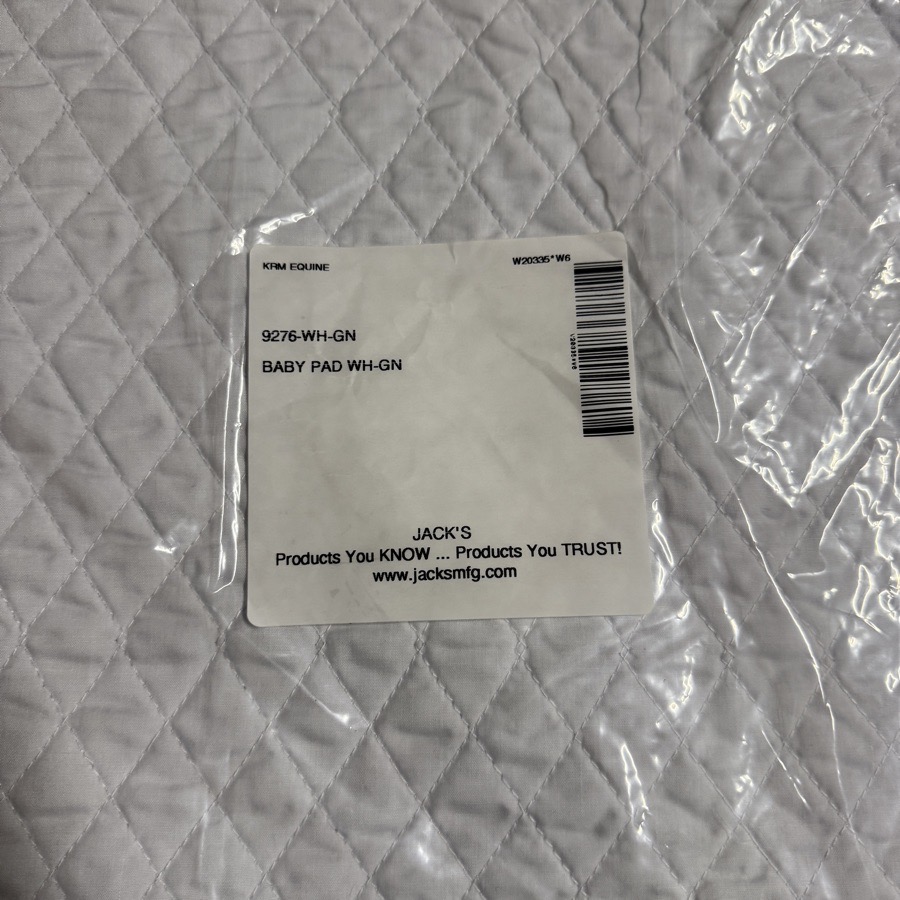 KRM EQUINE
W20335*W6
9276-WH-GN
BABY PAD WH-GN
JACK'S
Products You KNOW ... Products You TRUST!
www.jacksmfg.com